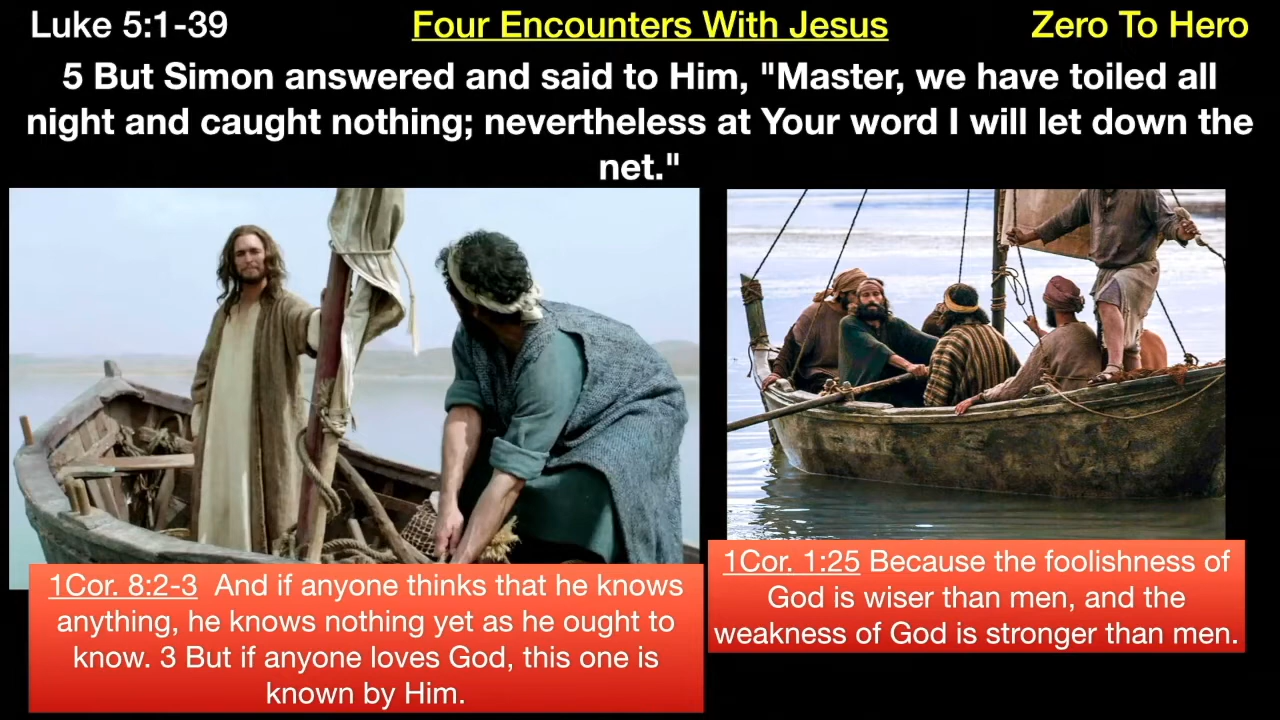 Luke 5:1-39
Four Encounters With Jesus
Zero To Hero
5 But Simon answered and said to Him, "Master, we have toiled all
night and caught nothing; nevertheless at Your word I will let down the
net."
1Cor. 8:2-3 And if anyone thinks that he knows
anything, he knows nothing yet as he ought to
know. 3 But if anyone loves God, this one is
known by Him.
1Cor. 1:25 Because the foolishness of
God is wiser than men, and the
weakness of God is stronger than men.